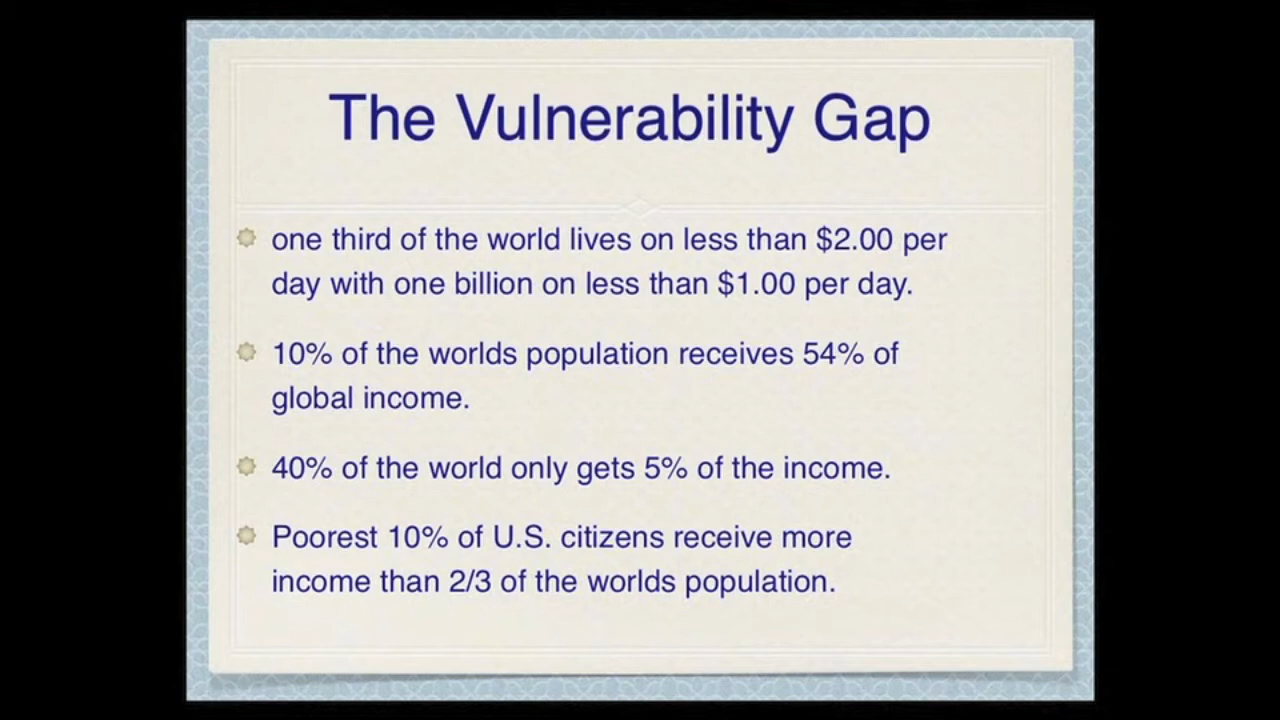 The Vulnerability Gap
one third of the world lives on less than $2.00 per
day with one billion on less than $1.00 per day.
10% of the worlds population receives 54% of
global income.
40% of the world only gets 5% of the income.
Poorest 10% of U.S. citizens receive more
income than 2/3 of the worlds population.